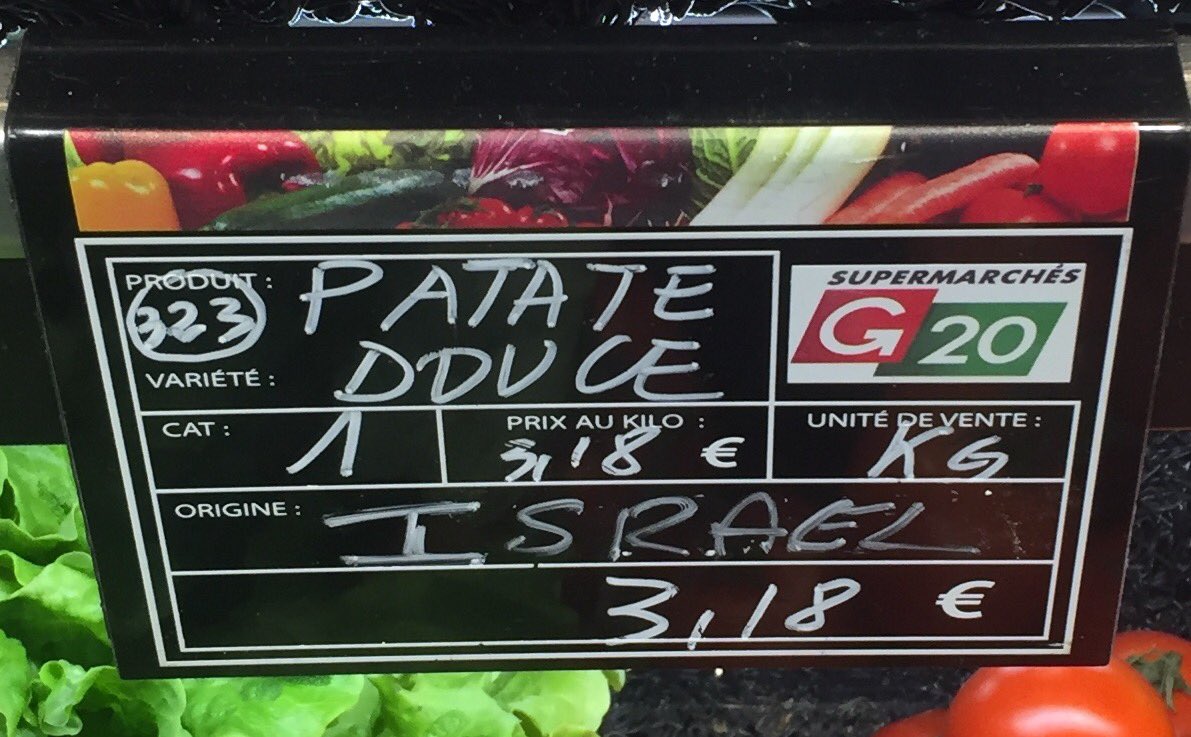 PRODUIT : PATATE
323
VARIÉTÉ : DOUCE
SUPERMARCHÉS
G20
CAT : 1
PRIX AU KILO : 3,18 €
UNITÉ DE VENTE : KG
ORIGINE : ISRAEL
3,18 €